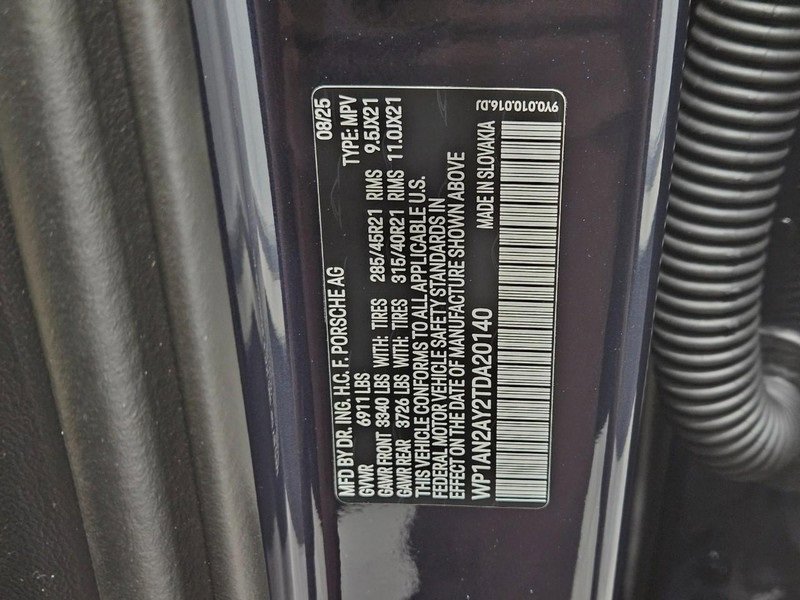 MFD BY DR. ING. H.C. F. PORSCHE AG 08/25
GVWR 6911 LBS TYPE: MPV
GAWR FRONT 3340 LBS WITH: TIRES 285/45R21 RIMS 9.5JX21
GAWR REAR 3726 LBS WITH: TIRES 315/40R21 RIMS 11.0JX21
THIS VEHICLE CONFORMS TO ALL APPLICABLE U.S.
FEDERAL MOTOR VEHICLE SAFETY STANDARDS IN
EFFECT ON THE DATE OF MANUFACTURE SHOWN ABOVE
WP1AN2AY2TDA20140 MADE IN SLOVAKIA
9Y0.010.016.DJ